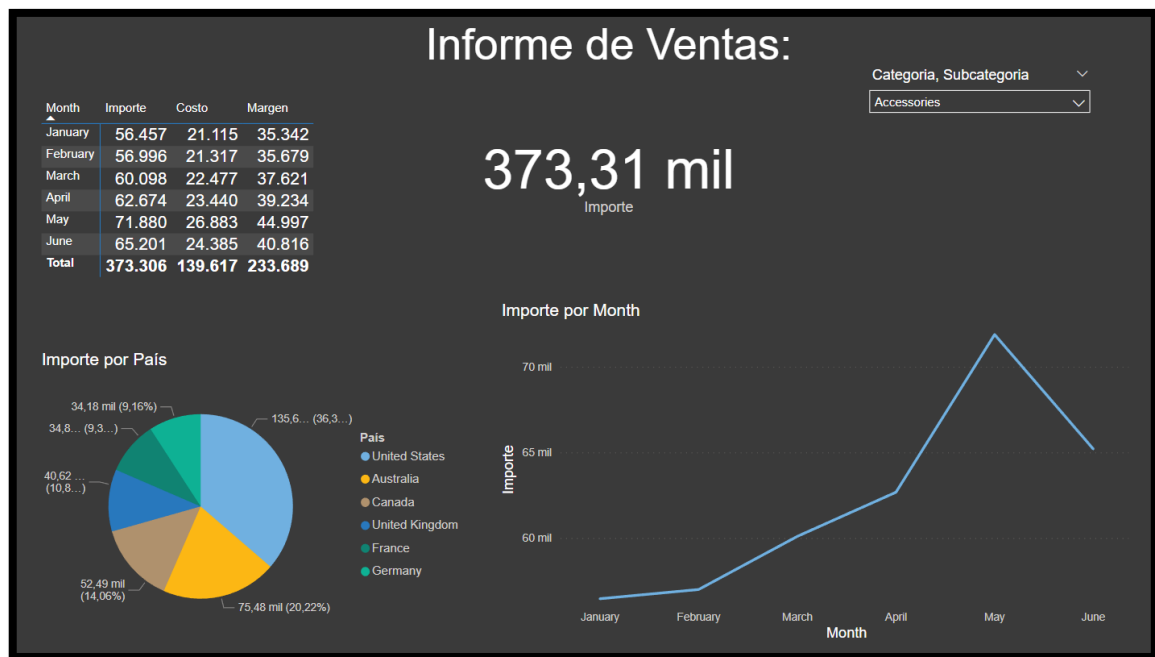 Informe de Ventas:
Categoria, Subcategoria
Accessories
Month Importe Costo Margen
January 56.457 21.115 35.342
February 56.996 21.317 35.679
March 60.098 22.477 37.621
April 62.674 23.440 39.234
May 71.880 26.883 44.997
June 65.201 24.385 40.816
Total 373.306 139.617 233.689
373,31 mil
Importe
Importe por País
34,18 mil (9,16%)
34,8... (9,3...)
40,62 ...
(10,8...)
52,49 mil
(14,06%)
75,48 mil (20,22%)
135,6... (36,3...)
País
United States
Australia
Canada
United Kingdom
France
Germany
Importe por Month
70 mil
65 mil
60 mil
Importe
January February March April May June
Month